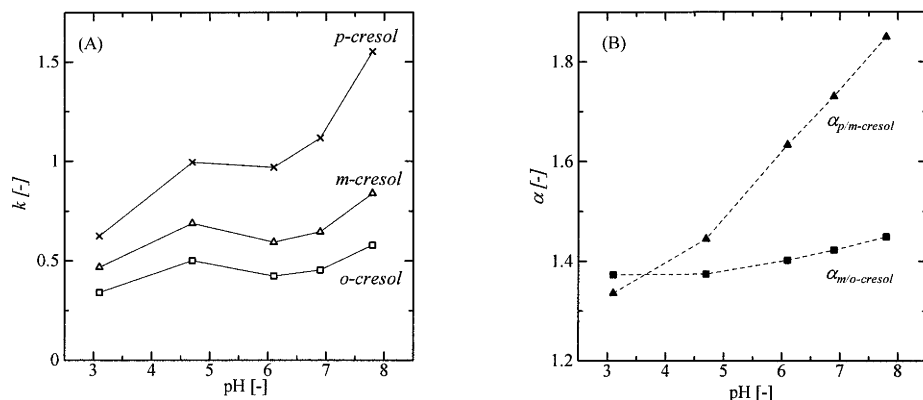 (A)
p-cresol
m-cresol
o-cresol
k [-]
1.5
1
0.5
0
3 4 5 6 7 8
pH [-]
(B)
α p/m-cresol
α m/o-cresol
α [-]
1.8
1.6
1.4
1.2
3 4 5 6 7 8
pH [-]